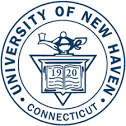 UNIVERSITY OF NEW HAVEN
1920
• CONNECTICUT •